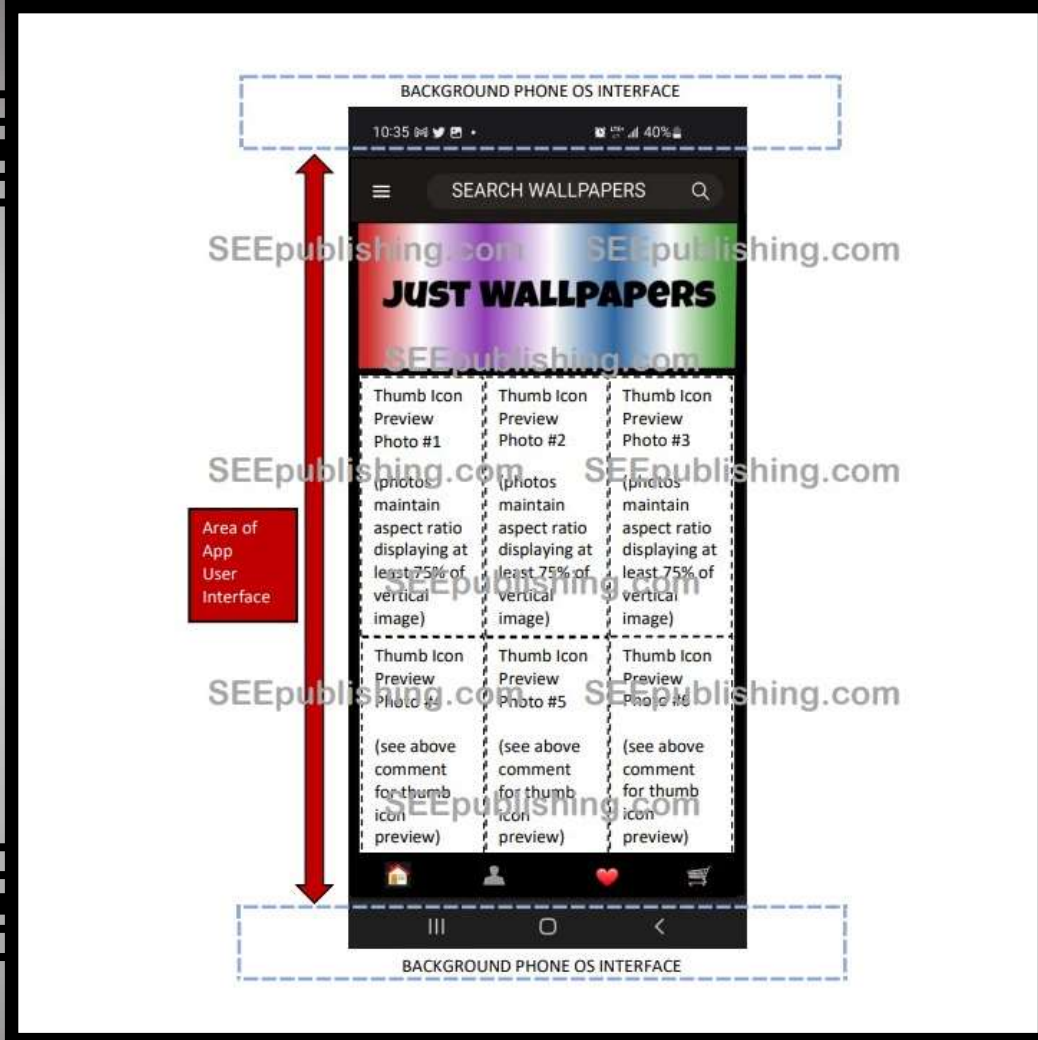 BACKGROUND PHONE OS INTERFACE
10:35 40%
SEARCH WALLPAPERS
SEEpublishing.com SEEpublishing.com
JUST WALLPAPERS
SEEpublishing.com
Thumb Icon Thumb Icon Thumb Icon
Preview Preview Preview
Photo #1 Photo #2 Photo #3
SEEpublishing.com SEEpublishing.com
(photos (photos (photos
maintain maintain maintain
aspect ratio aspect ratio aspect ratio
displaying at displaying at displaying at
least 75% of least 75% of least 75% of
SEEpublishing.com
vertical vertical vertical
image) image) image)
Area of
App
User
Interface
Thumb Icon Thumb Icon Thumb Icon
Preview Preview Preview
SEEpublishing.com SEEpublishing.com
Photo #4 Photo #5 Photo #6
(see above (see above (see above
comment comment comment
for thumb for thumb for thumb
SEEpublishing.com
icon icon icon
preview) preview) preview)
BACKGROUND PHONE OS INTERFACE